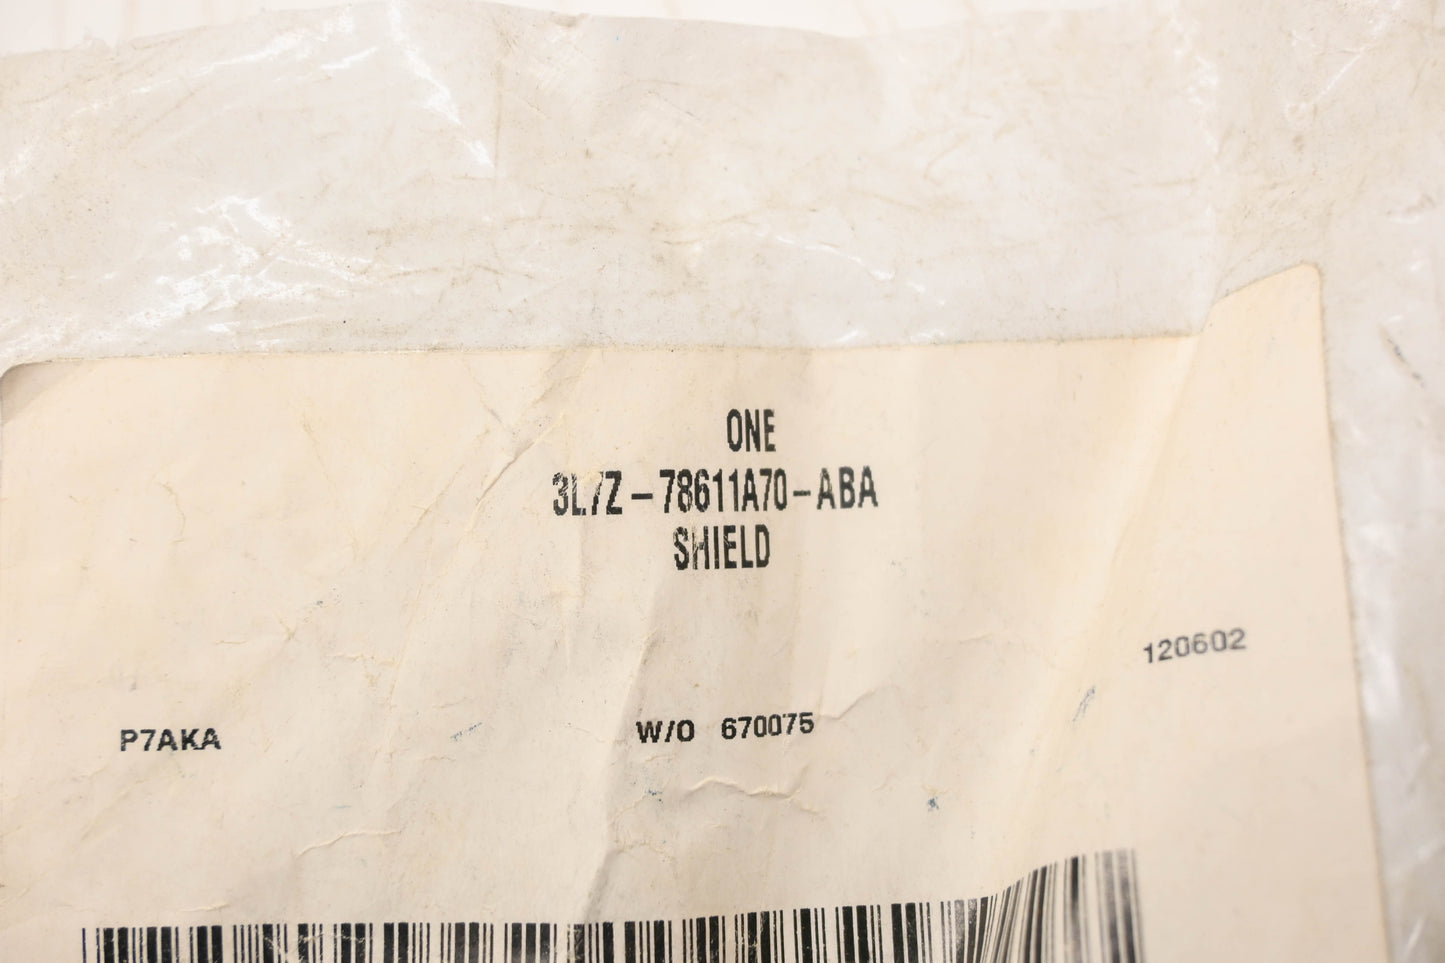 ONE
3L7Z-78611A70-ABA
SHIELD
120602
P7AKA
W/O 670075